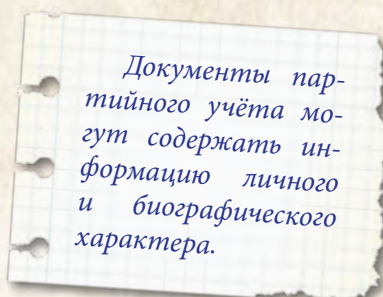 Документы пар-
тийного учёта мо-
гут содержать ин-
формацию личного
и биографического
характера.